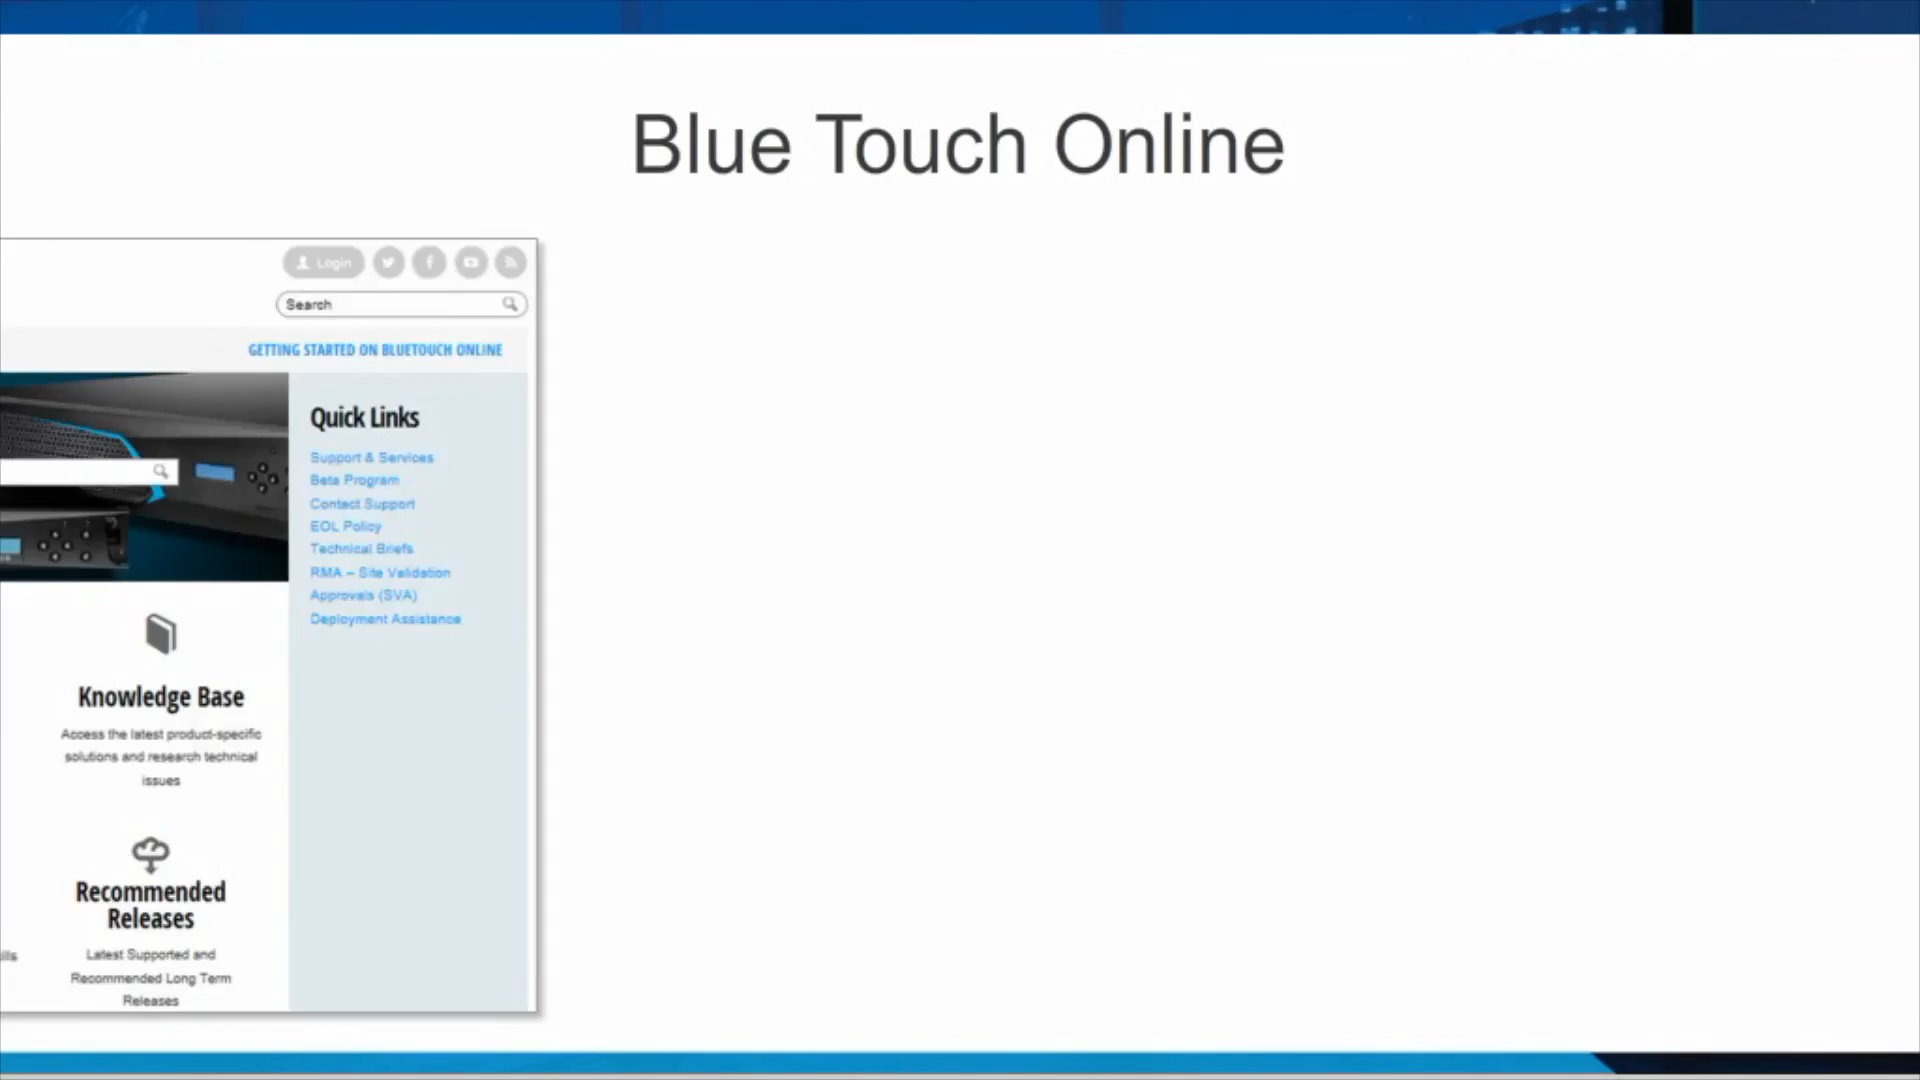 Blue Touch Online
Login
Search
GETTING STARTED ON BLUETOUCH ONLINE
Quick Links
Support & Services
Beta Program
Contact Support
EOL Policy
Technical Briefs
RMA – Site Validation
Approvals (SVA)
Deployment Assistance
Knowledge Base
Access the latest product-specific
solutions and research technical
issues
Recommended
Releases
Latest Supported and
Recommended Long Term
Releases